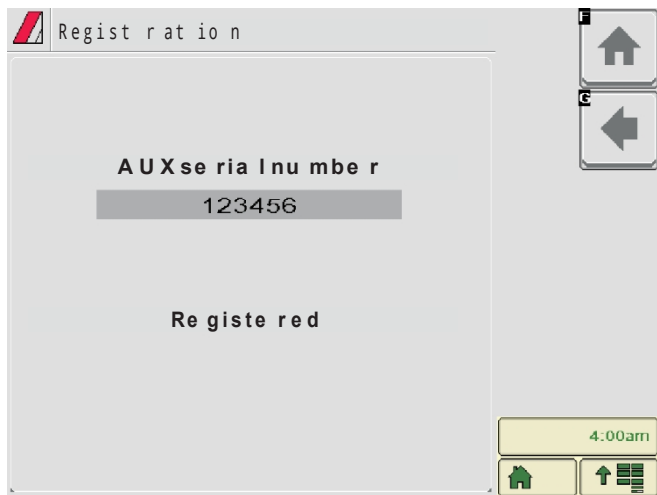 Registration
F
G
AUX serial number
123456
Registered
4:00am